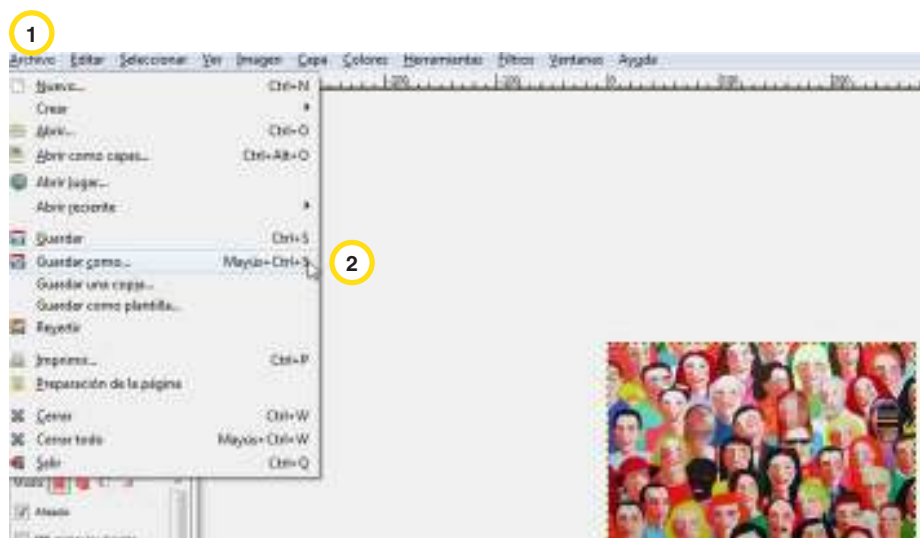 1
Archivo Editar Seleccionar Ver Imagen Capa Colores Herramientas Filtros Ventanas Ayuda
Nuevo... Ctrl+N
Crear
Abrir... Ctrl+O
Abrir como capas... Ctrl+Alt+O
Abrir lugar...
Abrir reciente
Guardar Ctrl+S
Guardar como... Mayús+Ctrl+S
2
Guardar una copia...
Guardar como plantilla...
Revertir
Imprimir... Ctrl+P
Preparación de la página
Cerrar Ctrl+W
Cerrar todo Mayús+Ctrl+W
Salir Ctrl+Q
Modo:
Alisado